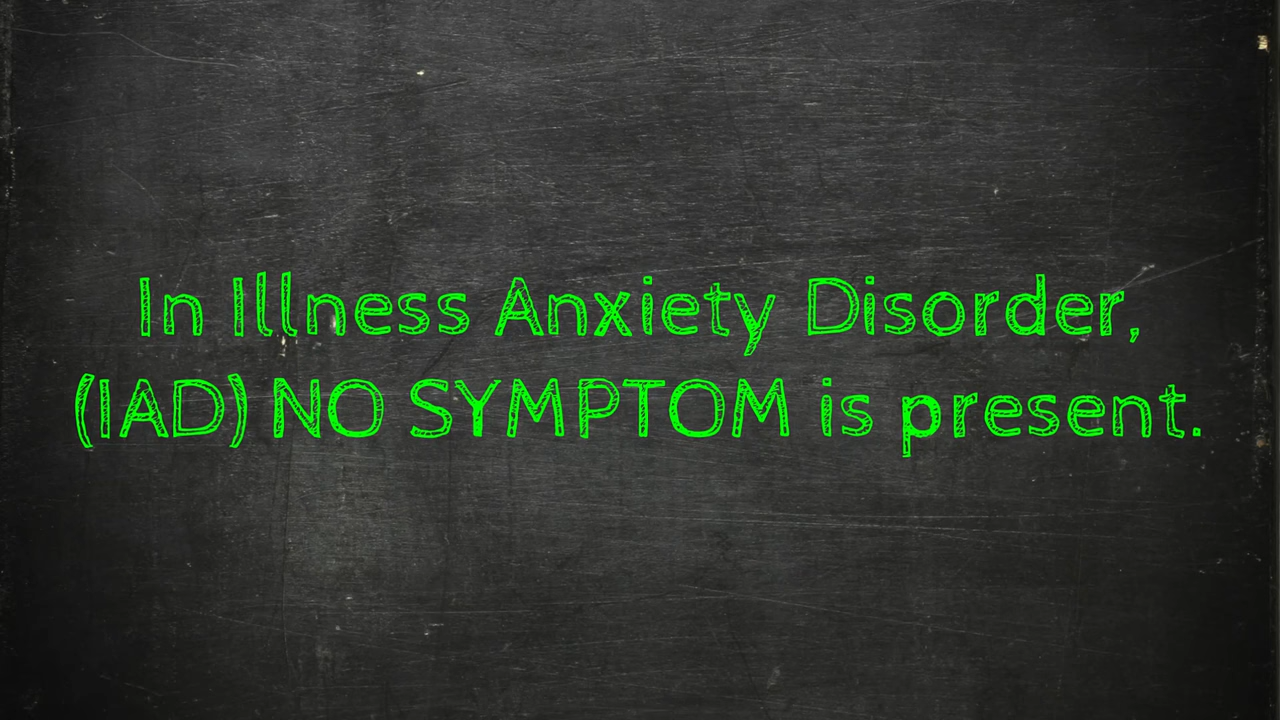 In Illness Anxiety Disorder,
(IAD) NO SYMPTOM is present.